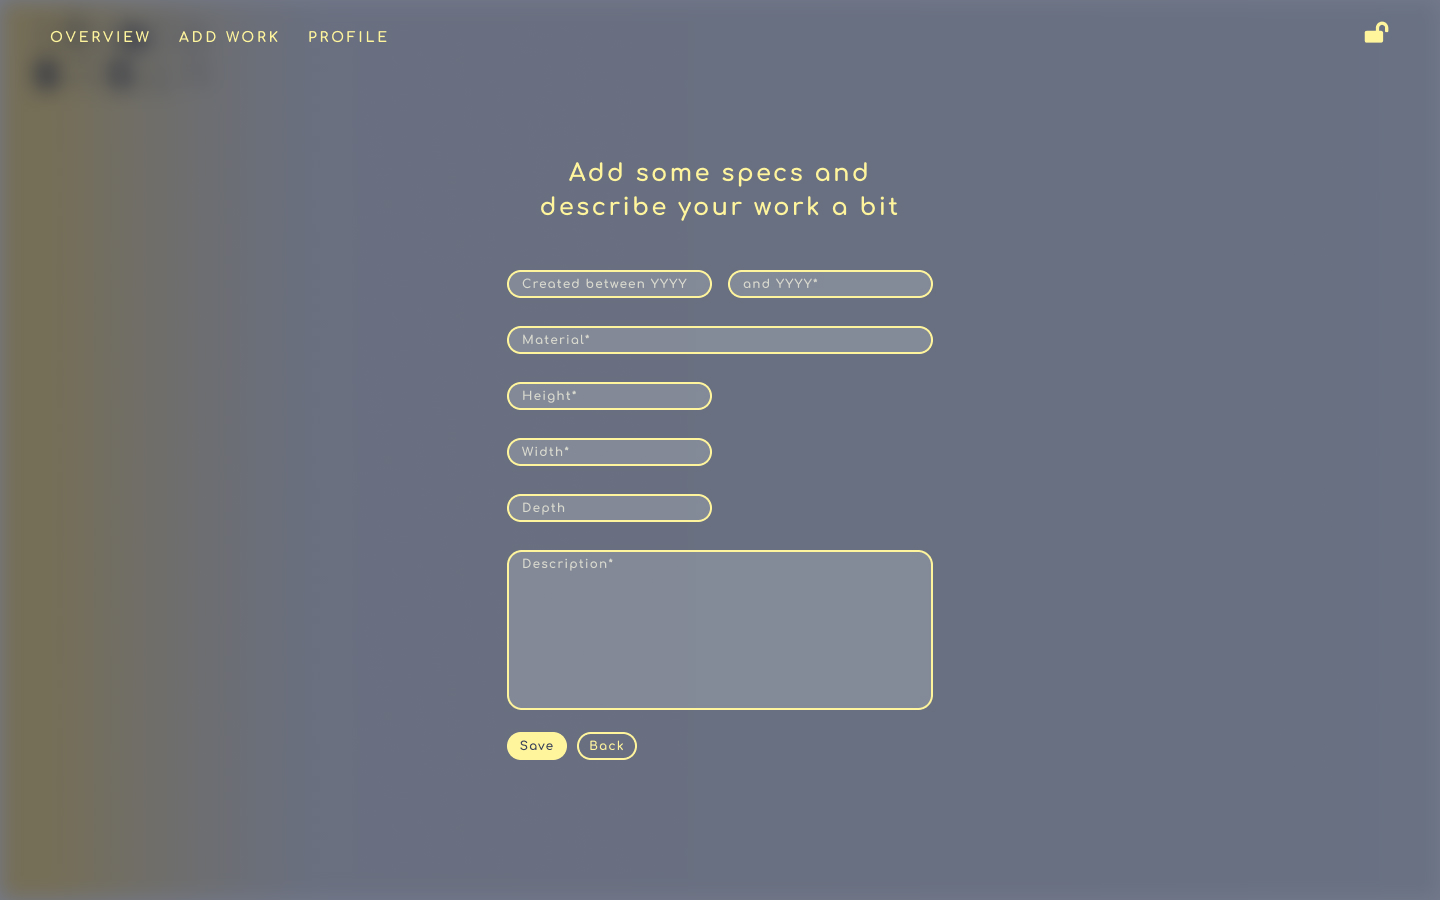 OVERVIEW ADD WORK PROFILE
Add some specs and
describe your work a bit
Created between YYYY and YYYY*
Material*
Height*
Width*
Depth
Description*
Save Back